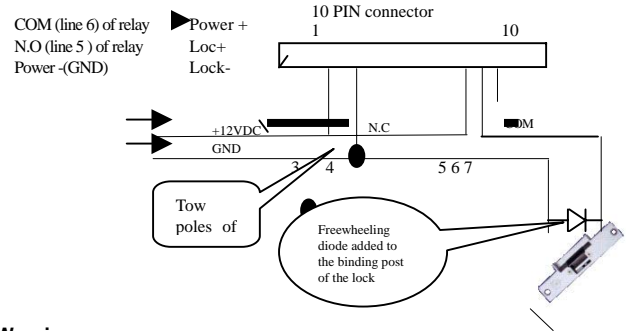 COM (line 6) of relay Power +
N.O (line 5 ) of relay Loc+
Power -(GND) Lock-
10 PIN connector
1 10
+12VDC N.C
GND
3 4 5 6 7
Tow
poles of
Freewheeling
diode added to
the binding post
of the lock